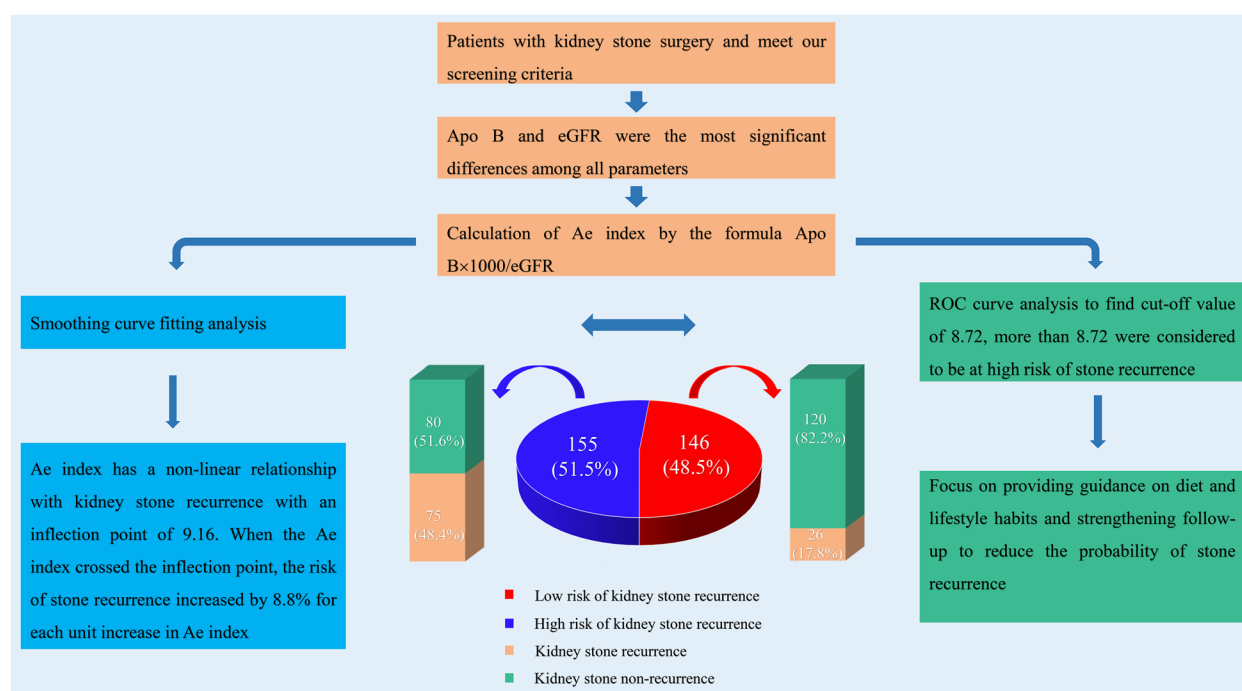 Patients with kidney stone surgery and meet our
screening criteria
Apo B and eGFR were the most significant
differences among all parameters
Calculation of Ae index by the formula Apo
B×1000/eGFR
Smoothing curve fitting analysis
Ae index has a non-linear relationship
with kidney stone recurrence with an
inflection point of 9.16. When the Ae
index crossed the inflection point, the risk
of stone recurrence increased by 8.8% for
each unit increase in Ae index
80
(51.6%)
75
(48.4%)
155
(51.5%)
146
(48.5%)
120
(82.2%)
26
(17.8%)
Low risk of kidney stone recurrence
High risk of kidney stone recurrence
Kidney stone recurrence
Kidney stone non-recurrence
ROC curve analysis to find cut-off value
of 8.72, more than 8.72 were considered
to be at high risk of stone recurrence
Focus on providing guidance on diet and
lifestyle habits and strengthening follow-
up to reduce the probability of stone
recurrence